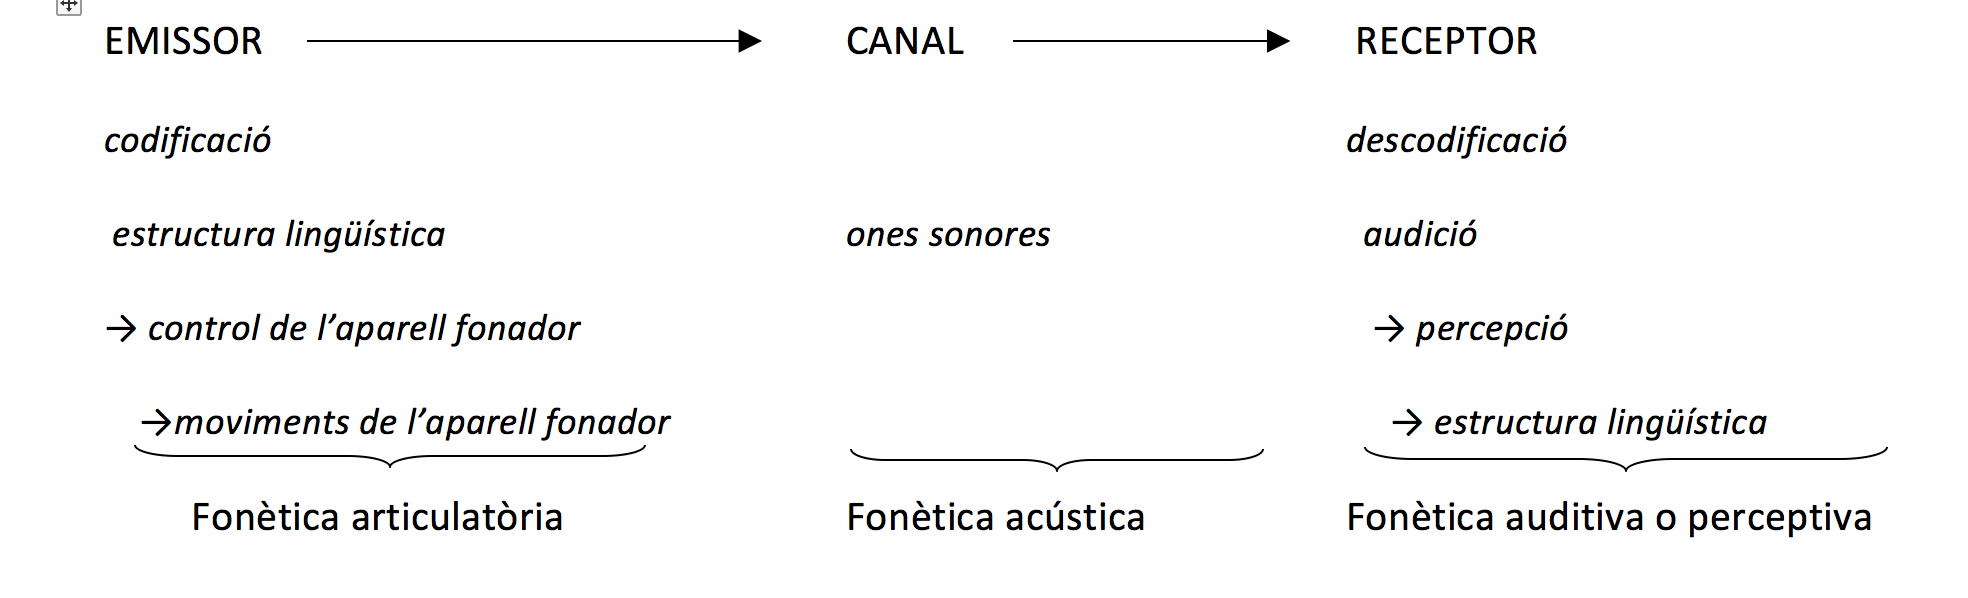 EMISSOR CANAL RECEPTOR
codificació descodificació
estructura lingüística ones sonores audició
→ control de l’aparell fonador → percepció
→moviments de l’aparell fonador → estructura lingüística
Fonètica articulatòria Fonètica acústica Fonètica auditiva o perceptiva